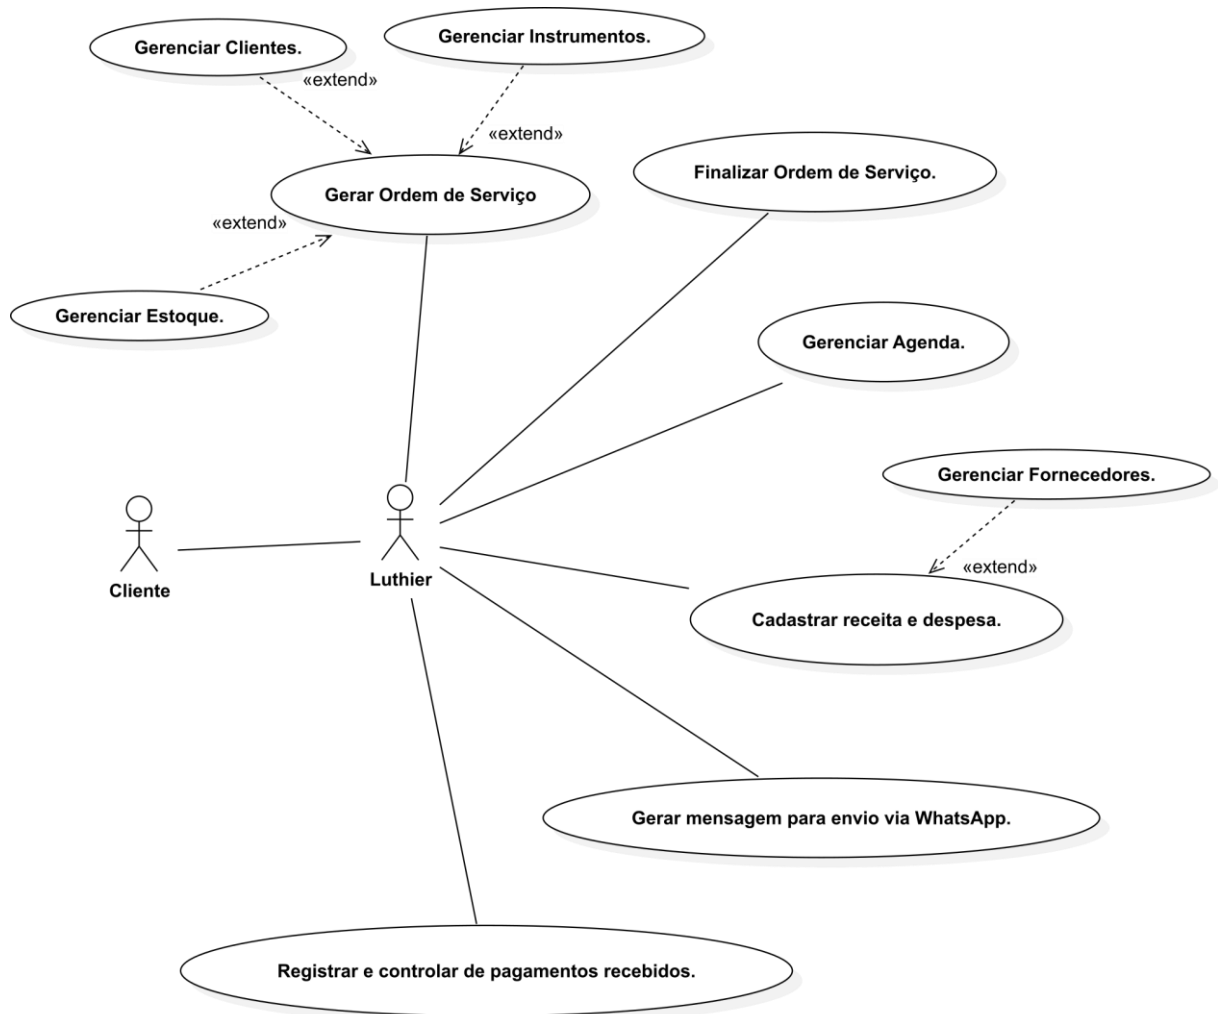 Gerenciar Clientes.
Gerenciar Instrumentos.
«extend»
«extend»
Gerar Ordem de Serviço
Finalizar Ordem de Serviço.
«extend»
Gerenciar Estoque.
Gerenciar Agenda.
Gerenciar Fornecedores.
«extend»
Cliente
Luthier
Cadastrar receita e despesa.
Gerar mensagem para envio via WhatsApp.
Registrar e controlar de pagamentos recebidos.